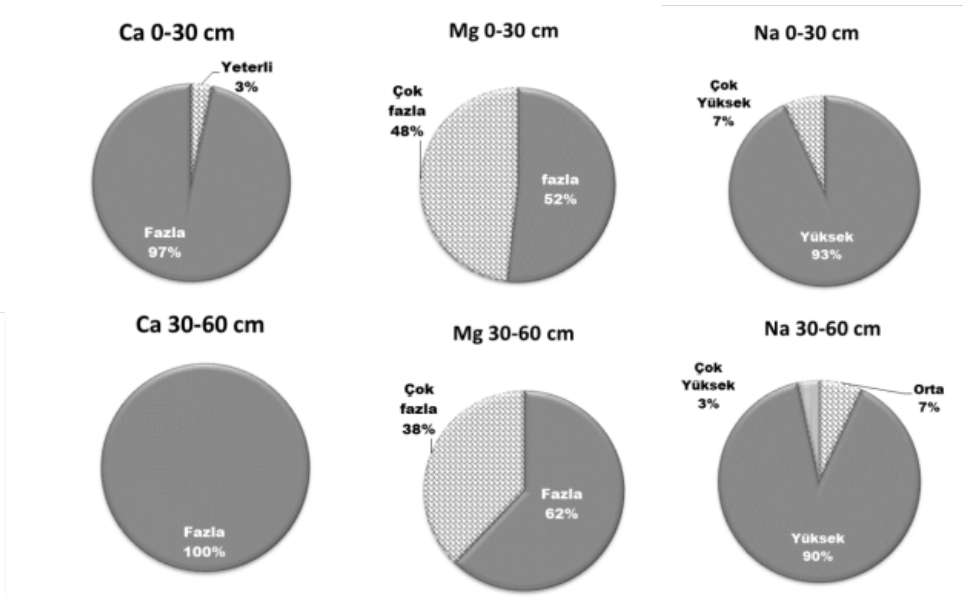 Ca 0-30 cm
Yeterli
3%
Fazla
97%
Mg 0-30 cm
Çok
fazla
48%
fazla
52%
Na 0-30 cm
Çok
Yüksek
7%
Yüksek
93%
Ca 30-60 cm
Fazla
100%
Mg 30-60 cm
Çok
fazla
38%
Fazla
62%
Na 30-60 cm
Çok
Yüksek
3%
Orta
7%
Yüksek
90%